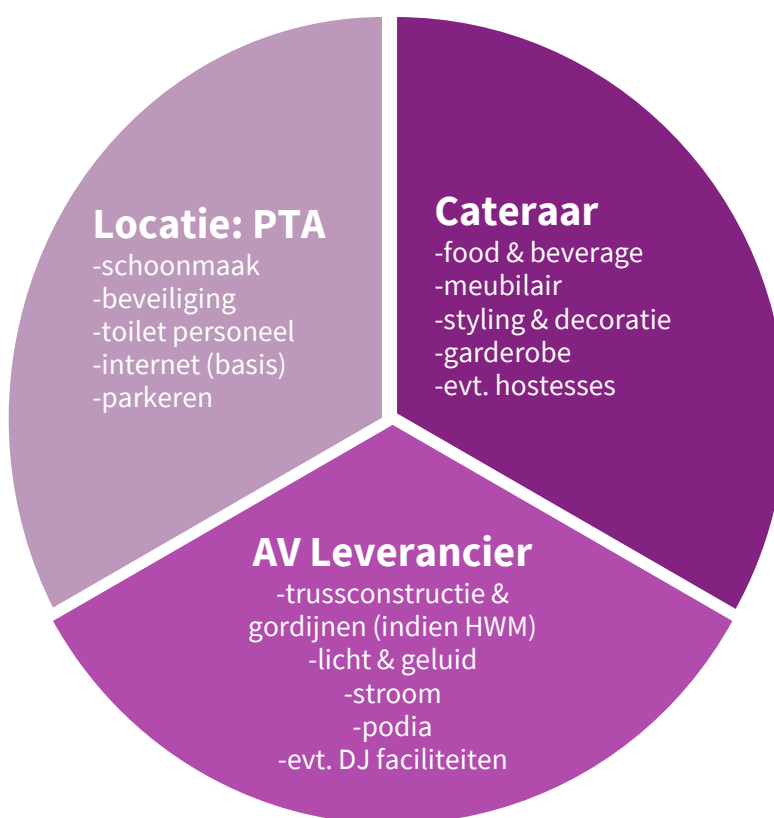 Locatie: PTA
-schoonmaak
-beveiliging
-toilet personeel
-internet (basis)
-parkeren
Cateraar
-food & beverage
-meubilair
-styling & decoratie
-garderobe
-evt. hostesses
AV Leverancier
-trussconstructie &
gordijnen (indien HWM)
-licht & geluid
-stroom
-podia
-evt. DJ faciliteiten